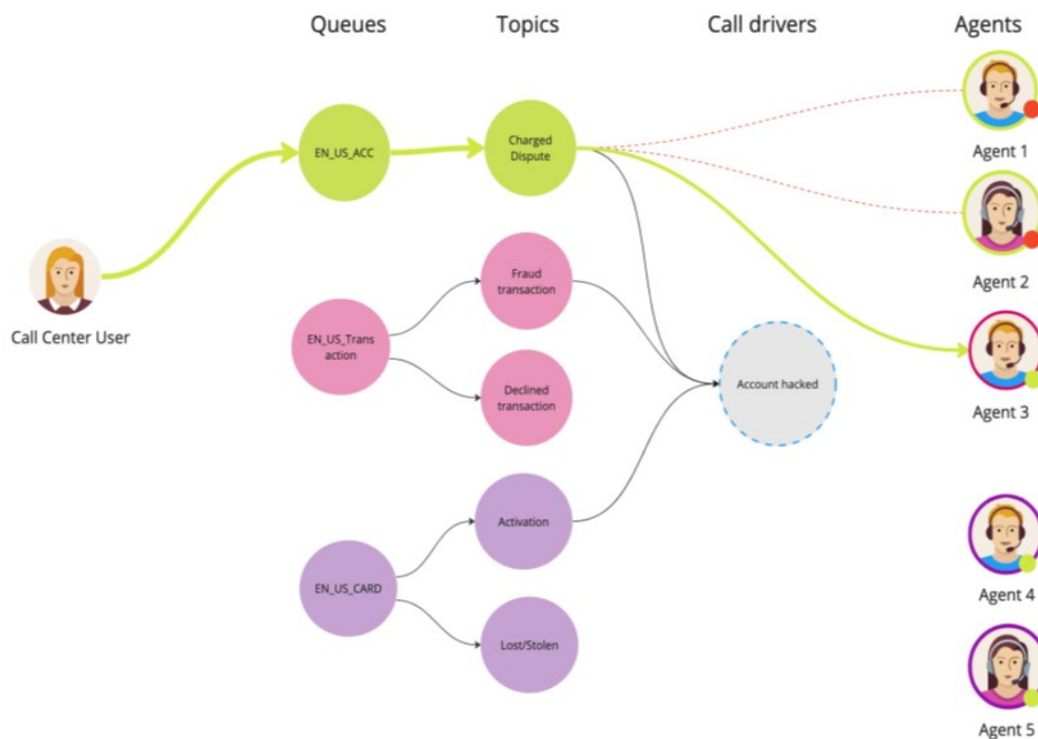 Queues
Topics
Call drivers
Agents
Call Center User
EN_US_ACC
EN_US_Trans
action
EN_US_CARD
Charged
Dispute
Fraud
transaction
Declined
transaction
Activation
Lost/Stolen
Account hacked
Agent 1
Agent 2
Agent 3
Agent 4
Agent 5